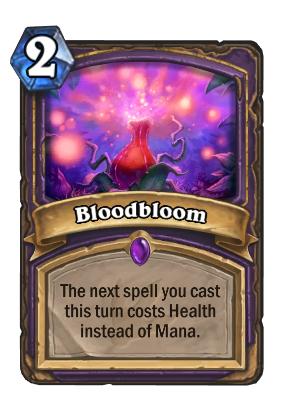 2
Bloodbloom
The next spell you cast
this turn costs Health
instead of Mana.